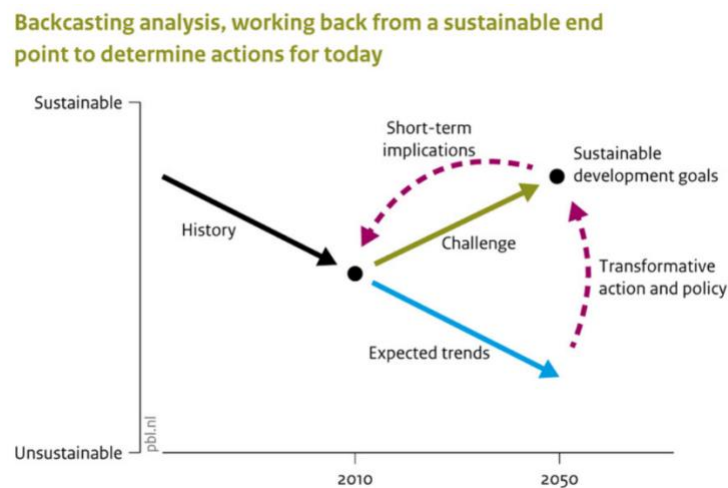 Backcasting analysis, working back from a sustainable end
point to determine actions for today
Sustainable
Short-term
implications
Sustainable
development goals
History
Challenge
Transformative
action and policy
Expected trends
pbl.nl
Unsustainable
2010
2050